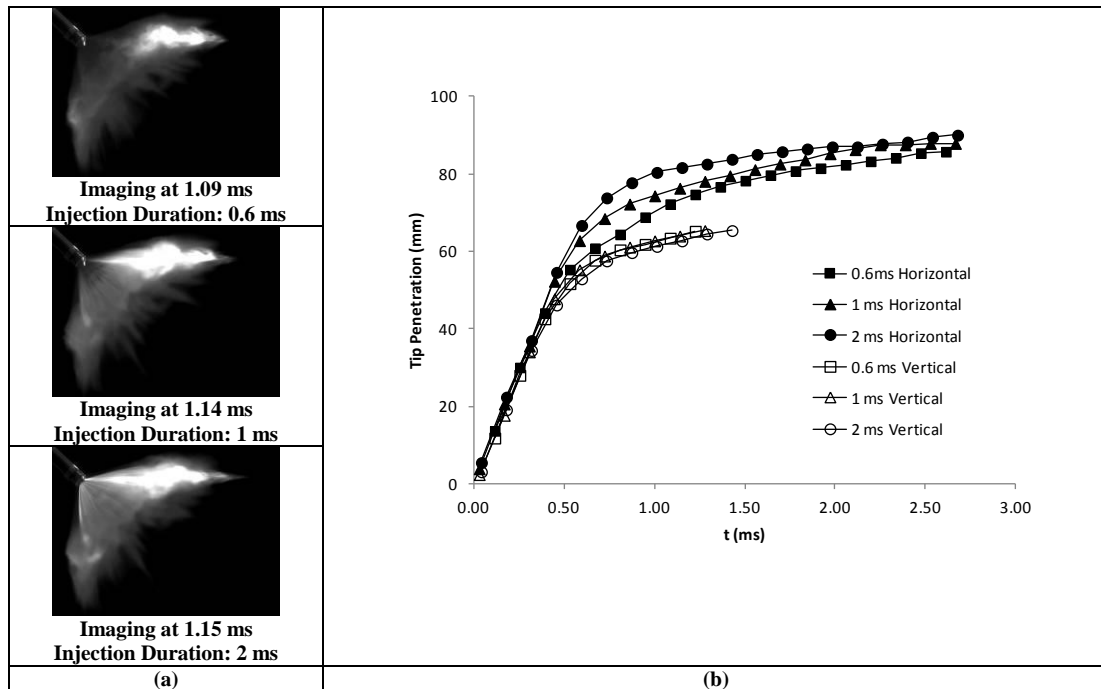 Imaging at 1.09 ms
Injection Duration: 0.6 ms
Imaging at 1.14 ms
Injection Duration: 1 ms
Imaging at 1.15 ms
Injection Duration: 2 ms
(a)
100
80
60
40
20
0
Tip Penetration (mm)
0.00 0.50 1.00 1.50 2.00 2.50 3.00
t (ms)
0.6ms Horizontal
1 ms Horizontal
2 ms Horizontal
0.6 ms Vertical
1 ms Vertical
2 ms Vertical
(b)